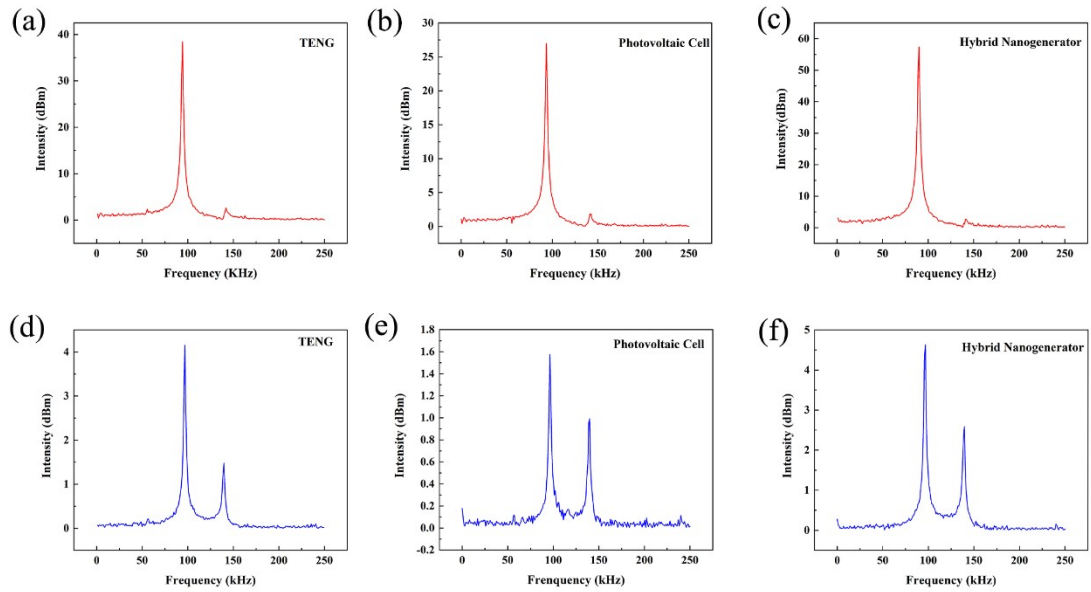 (a)
TENG
Intensity (dBm)
40
30
20
10
0
0 50 100 150 200 250
Frequency (KHz)
(b)
Photovoltaic Cell
Intensity (dBm)
30
25
20
15
10
5
0
0 50 100 150 200 250
Frequency (kHz)
(c)
Hybrid Nanogenerator
Intensity(dBm)
60
50
40
30
20
10
0
0 50 100 150 200 250
Frequency (kHz)
(d)
TENG
Intensity (dBm)
4
3
2
1
0
0 50 100 150 200 250
Frequency (kHz)
(e)
Photovoltaic Cell
Intensity (dBm)
1.8
1.6
1.4
1.2
1.0
0.8
0.6
0.4
0.2
0.0
-0.2
0 50 100 150 200 250
Frenquency (kHz)
(f)
Hybrid Nanogenerator
Intensity (dBm)
5
4
3
2
1
0
0 50 100 150 200 250
Frequency (kHz)